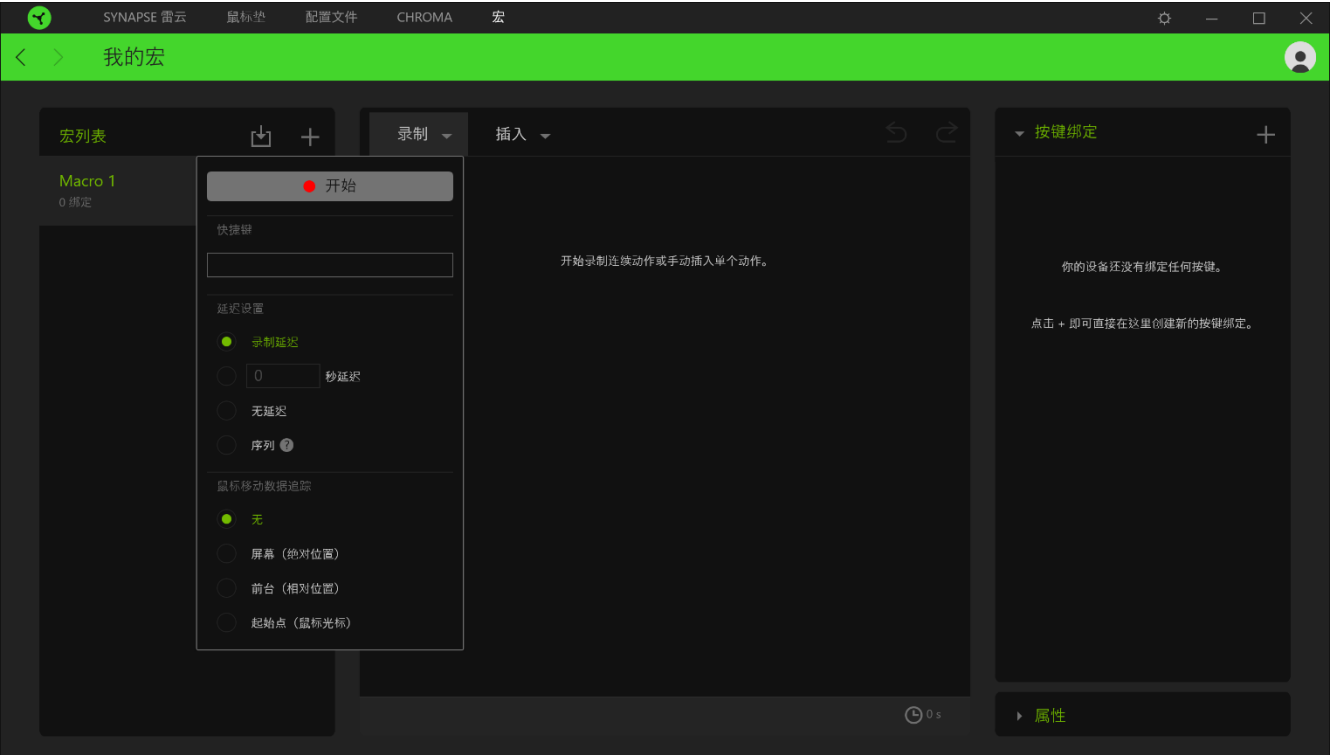 SYNAPSE 雷云 鼠标垫 配置文件 CHROMA 宏
我的宏
宏列表
Macro 1
0 绑定
录制 插入
开始
快捷键
延迟设置
录制延迟
0 秒延迟
无延迟
序列 ?
鼠标移动数据追踪
无
屏幕（绝对位置）
前台（相对位置）
起始点（鼠标光标）
开始录制连续动作或手动插入单个动作。
0 s
按键绑定
你的设备还没有绑定任何按键。
点击 + 即可直接在这里创建新的按键绑定。
属性